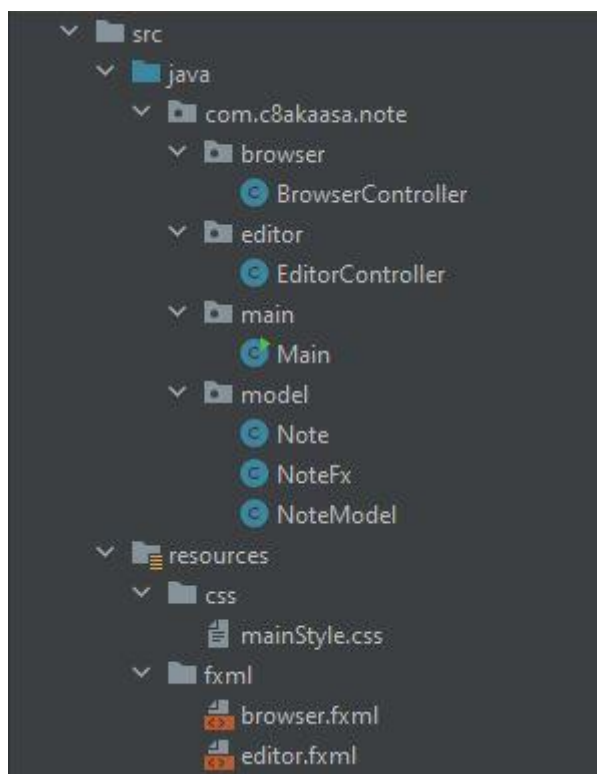 src
java
com.c8akaasa.note
browser
BrowserController
editor
EditorController
main
Main
model
Note
NoteFx
NoteModel
resources
css
mainStyle.css
fxml
browser.fxml
editor.fxml